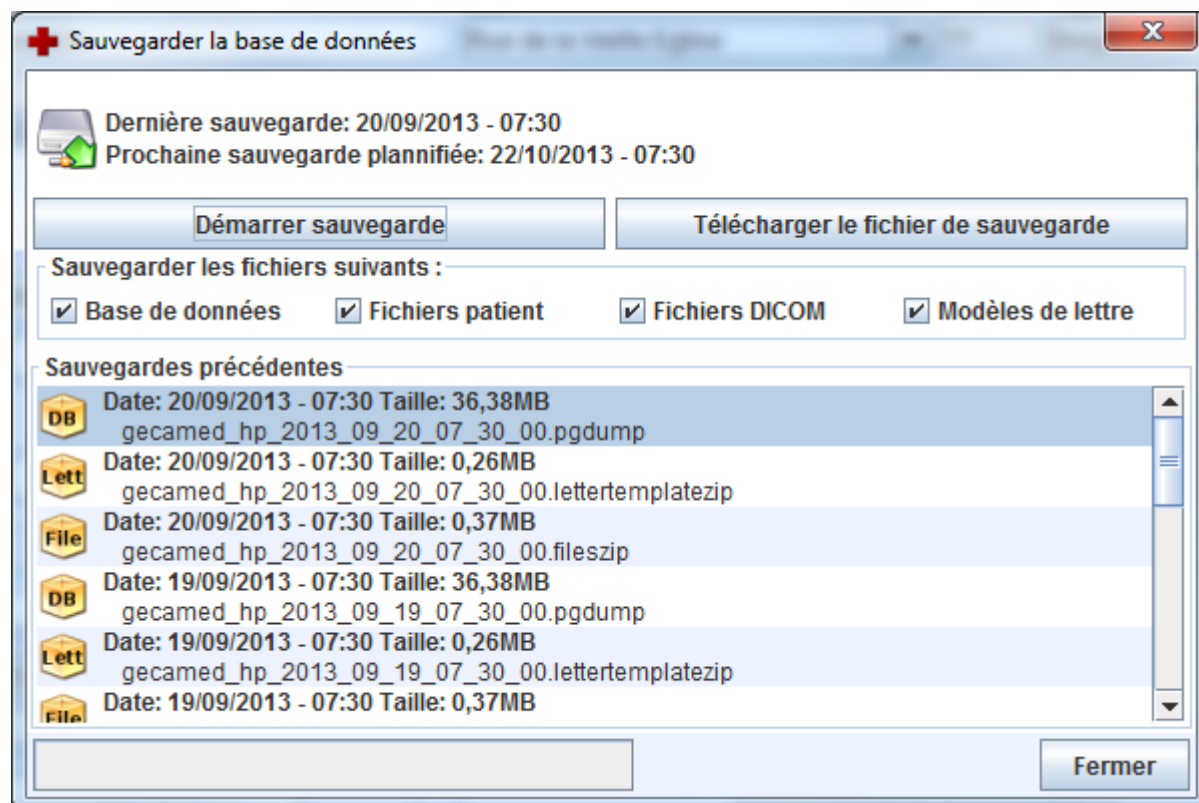 Sauvegarder la base de données
Dernière sauvegarde: 20/09/2013 - 07:30
Prochaine sauvegarde plannifiée: 22/10/2013 - 07:30
Démarrer sauvegarde Télécharger le fichier de sauvegarde
Sauvegarder les fichiers suivants :
Base de données Fichiers patient Fichiers DICOM Modèles de lettre
Sauvegardes précédentes
Date: 20/09/2013 - 07:30 Taille: 36,38MB
DB
gecamed_hp_2013_09_20_07_30_00.pgdump
Date: 20/09/2013 - 07:30 Taille: 0,26MB
Lett
gecamed_hp_2013_09_20_07_30_00.lettertemplatezip
Date: 20/09/2013 - 07:30 Taille: 0,37MB
File
gecamed_hp_2013_09_20_07_30_00.fileszip
Date: 19/09/2013 - 07:30 Taille: 36,38MB
DB
gecamed_hp_2013_09_19_07_30_00.pgdump
Date: 19/09/2013 - 07:30 Taille: 0,26MB
Lett
gecamed_hp_2013_09_19_07_30_00.lettertemplatezip
Date: 19/09/2013 - 07:30 Taille: 0,37MB
File
Fermer